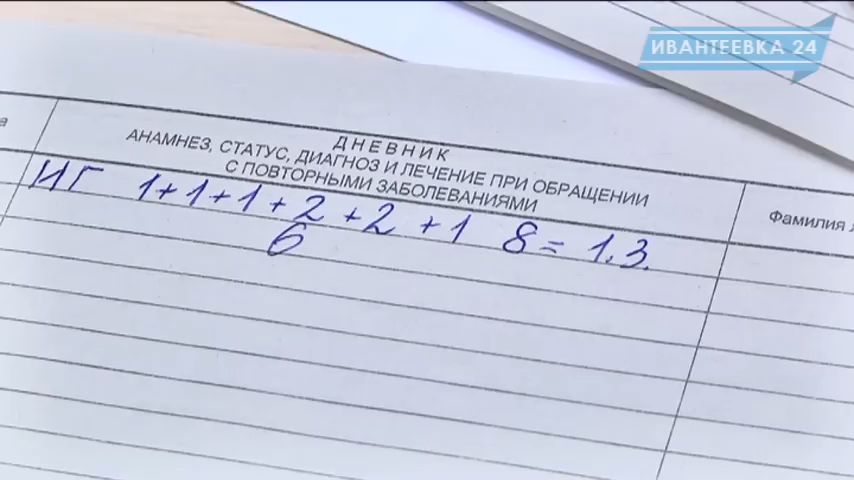 ИВАНТЕЕВКА 24
ДНЕВНИК
АНАМНЕЗ, СТАТУС, ДИАГНОЗ И ЛЕЧЕНИЕ ПРИ ОБРАЩЕНИИ
С ПОВТОРНЫМИ ЗАБОЛЕВАНИЯМИ
Фамилия
ИГ 1+1+1+2+2+1 8= 1.3.
6